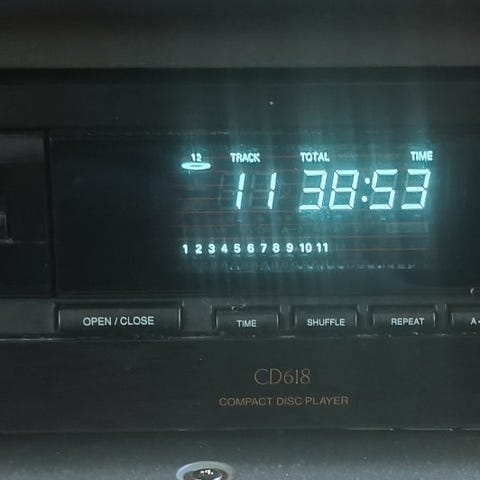 12 TRACK TOTAL TIME
11 38:53
1 2 3 4 5 6 7 8 9 10 11
OPEN / CLOSE TIME SHUFFLE REPEAT A-
CD618
COMPACT DISC PLAYER